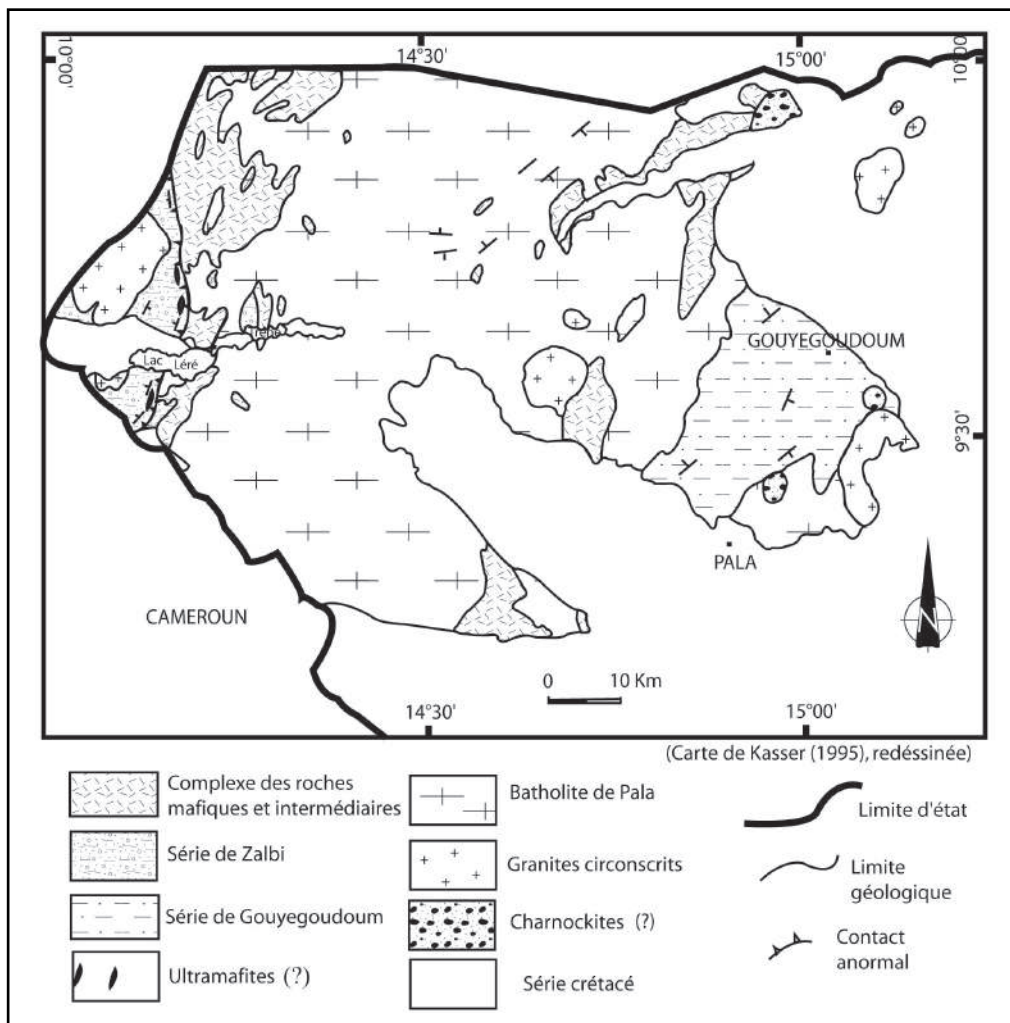 14°30'
15°00'
10°00'
10°00'
GOUYEGOUDOUM
Lac Léré
9°30'
PALA
CAMEROUN
0 10 Km
N
14°30'
15°00'
(Carte de Kasser (1995), redéssinée)
Complexe des roches
mafiques et intermédiaires
Série de Zalbi
Série de Gouyegoudoum
Ultramafites (?)
Batholite de Pala
Granites circonscrits
Charnockites (?)
Série crétacé
Limite d'état
Limite
géologique
Contact
anormal